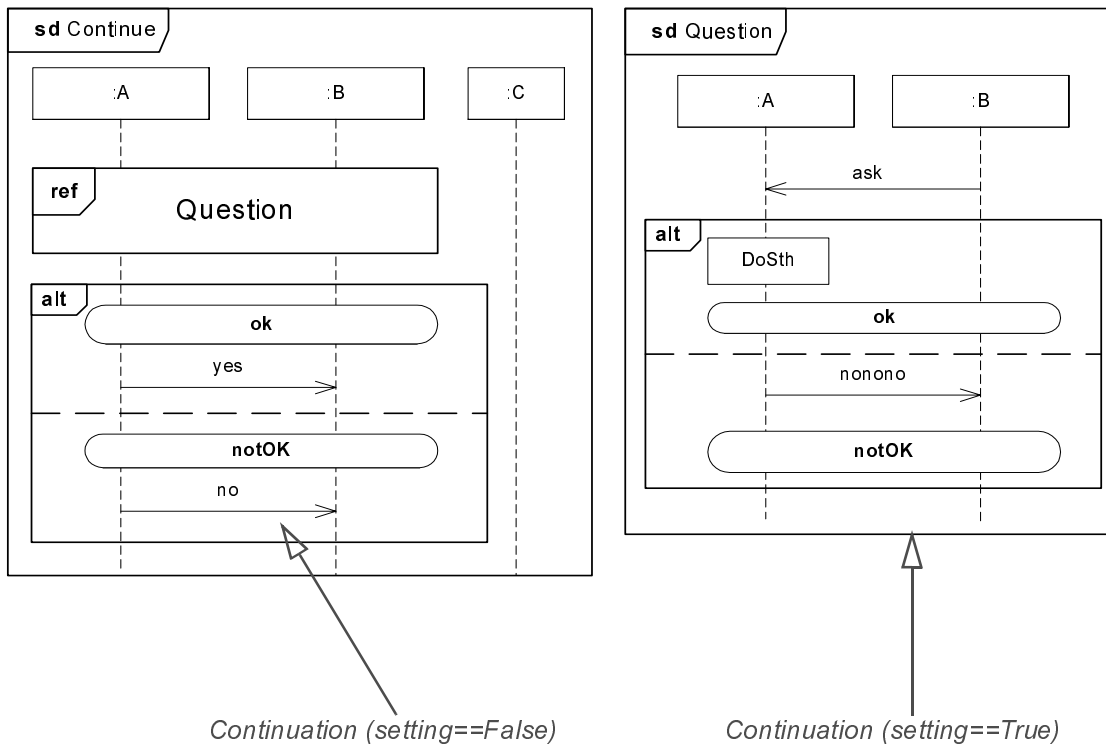 sd Continue
:A
:B
:C
ref
Question
alt
ok
yes
notOK
no
Continuation (setting==False)
sd Question
:A
:B
ask
alt
DoSth
ok
nonono
notOK
Continuation (setting==True)